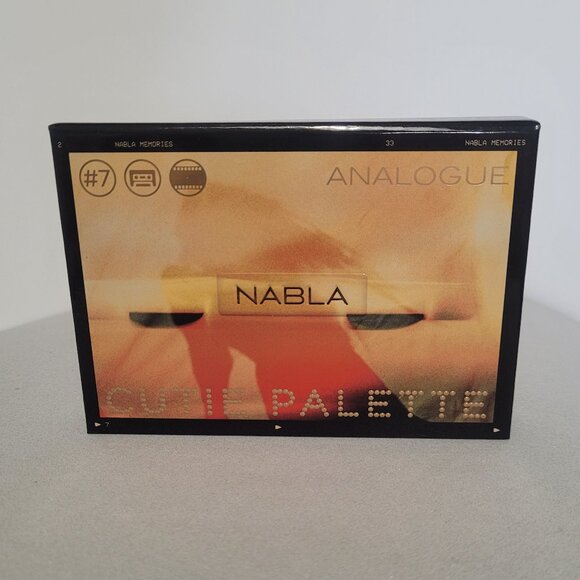 2 NABLA MEMORIES 33 NABLA MEMORIES
#7 ANALOGUE
NABLA
CUTIE PALETTE
7